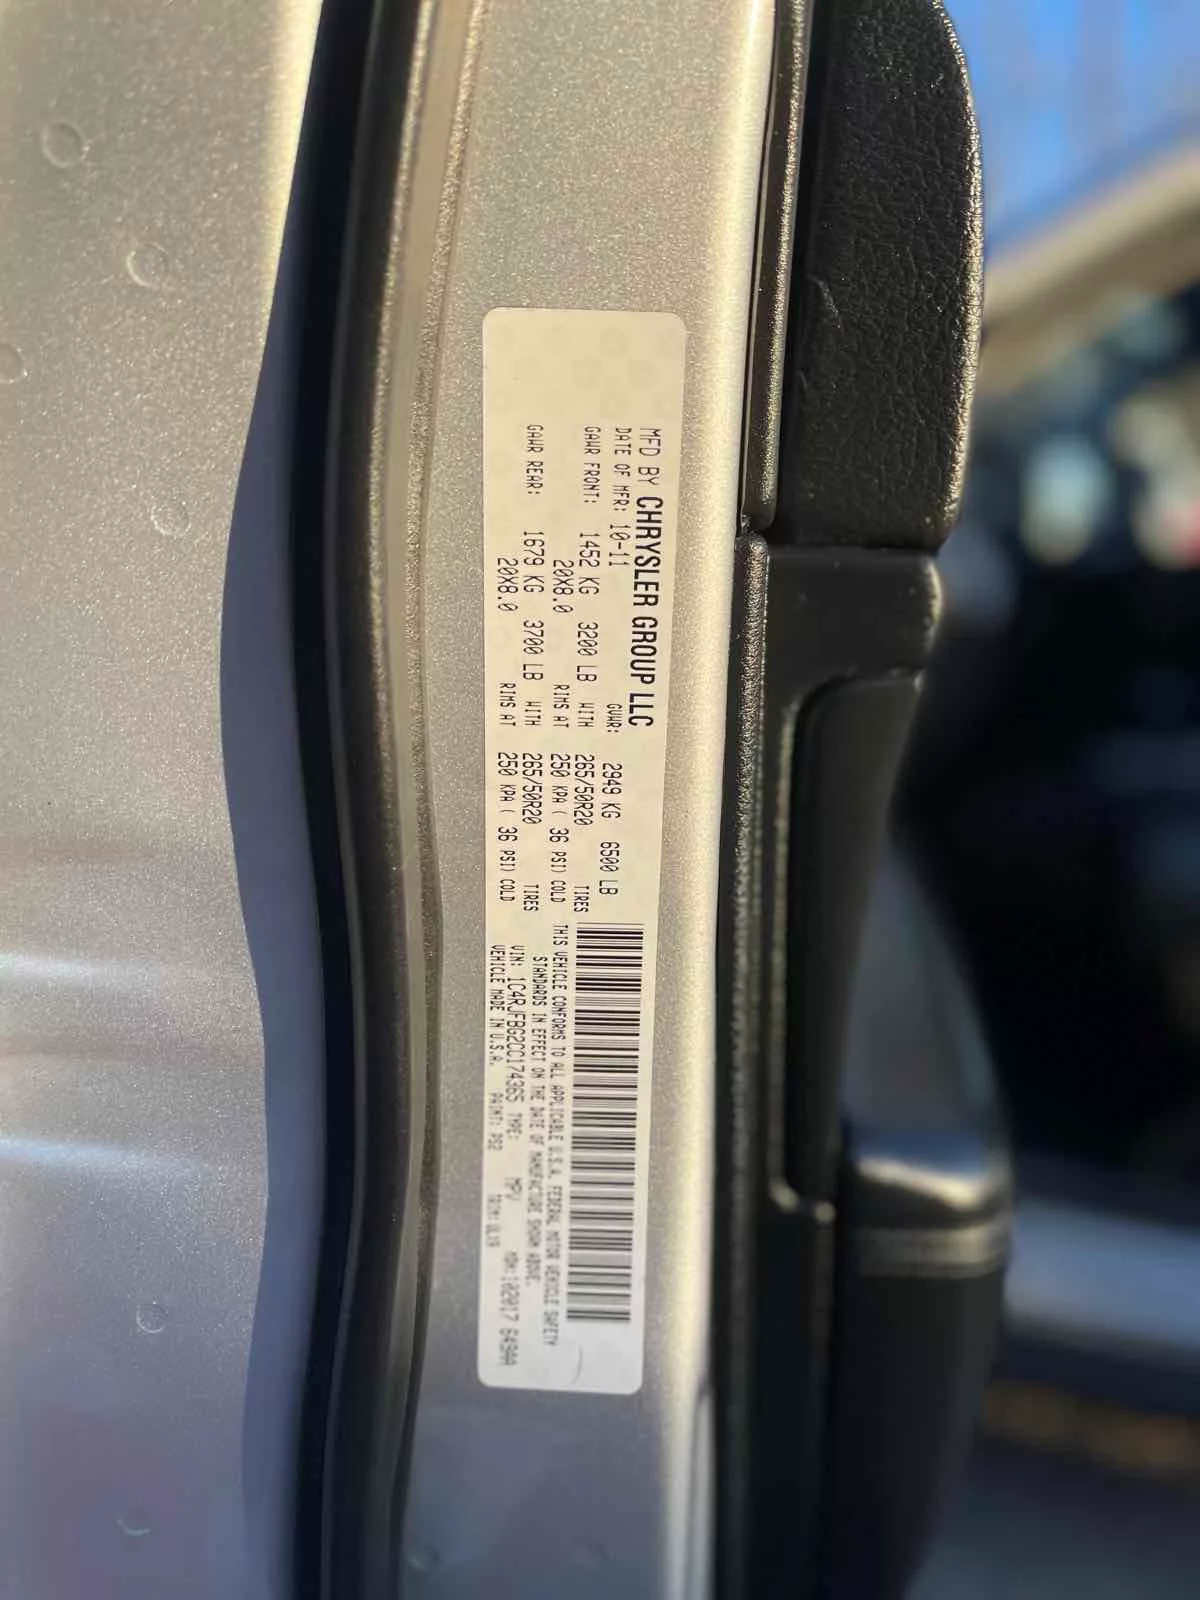 MFD BY CHRYSLER GROUP LLC
DATE OF MFR: 10-11 GVWR: 2949 KG 6500 LB
GAWR FRONT: 1452 KG 3200 LB WITH 265/50R20 TIRES
20X8.0 RIMS AT 250 KPA ( 36 PSI) COLD
GAWR REAR: 1679 KG 3700 LB WITH 265/50R20 TIRES
20X8.0 RIMS AT 250 KPA ( 36 PSI) COLD
THIS VEHICLE CONFORMS TO ALL APPLICABLE U.S.A. FEDERAL MOTOR VEHICLE SAFETY
STANDARDS IN EFFECT ON THE DATE OF MANUFACTURE SHOWN ABOVE.
VIN: 1C4RJFBG2CC174365 TYPE: MPV MDH:102017 649AA
VEHICLE MADE IN U.S.A. PAINT: PS2 TRIM: